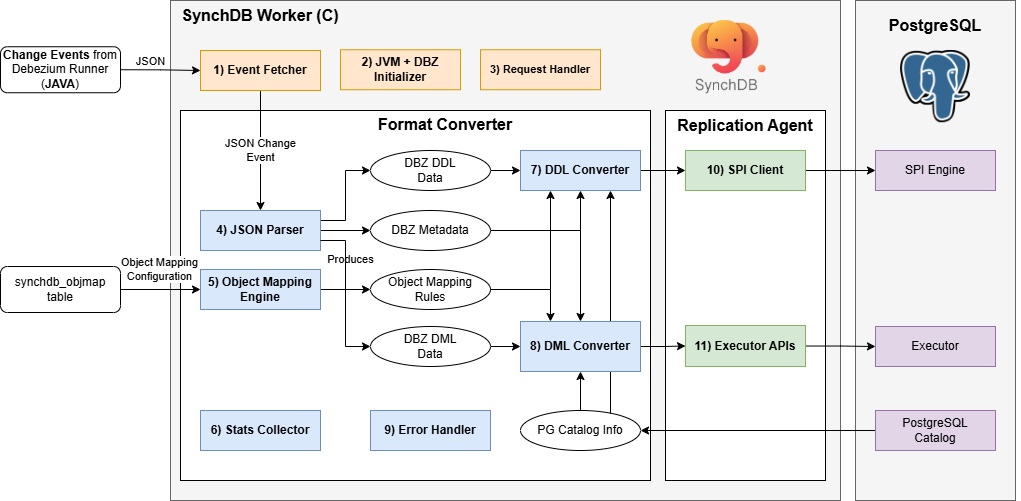 SynchDB Worker (C)
PostgreSQL
Change Events from
Debezium Runner
(JAVA)
JSON
1) Event Fetcher
2) JVM + DBZ
Initializer
3) Request Handler
SynchDB
Format Converter
Replication Agent
JSON Change
Event
DBZ DDL
Data
7) DDL Converter
10) SPI Client
SPI Engine
4) JSON Parser
DBZ Metadata
Produces
Object Mapping
Configuration
synchdb_objmap
table
5) Object Mapping
Engine
Object Mapping
Rules
DBZ DML
Data
8) DML Converter
11) Executor APIs
Executor
6) Stats Collector
9) Error Handler
PG Catalog Info
PostgreSQL
Catalog